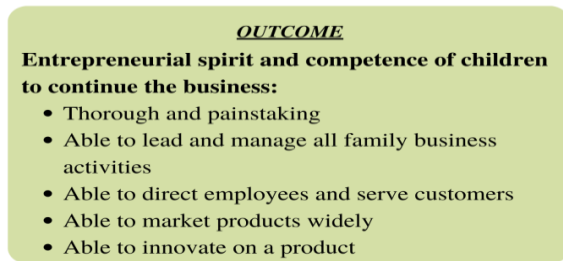 OUTCOME
Entrepreneurial spirit and competence of children
to continue the business:
• Thorough and painstaking
• Able to lead and manage all family business
activities
• Able to direct employees and serve customers
• Able to market products widely
• Able to innovate on a product